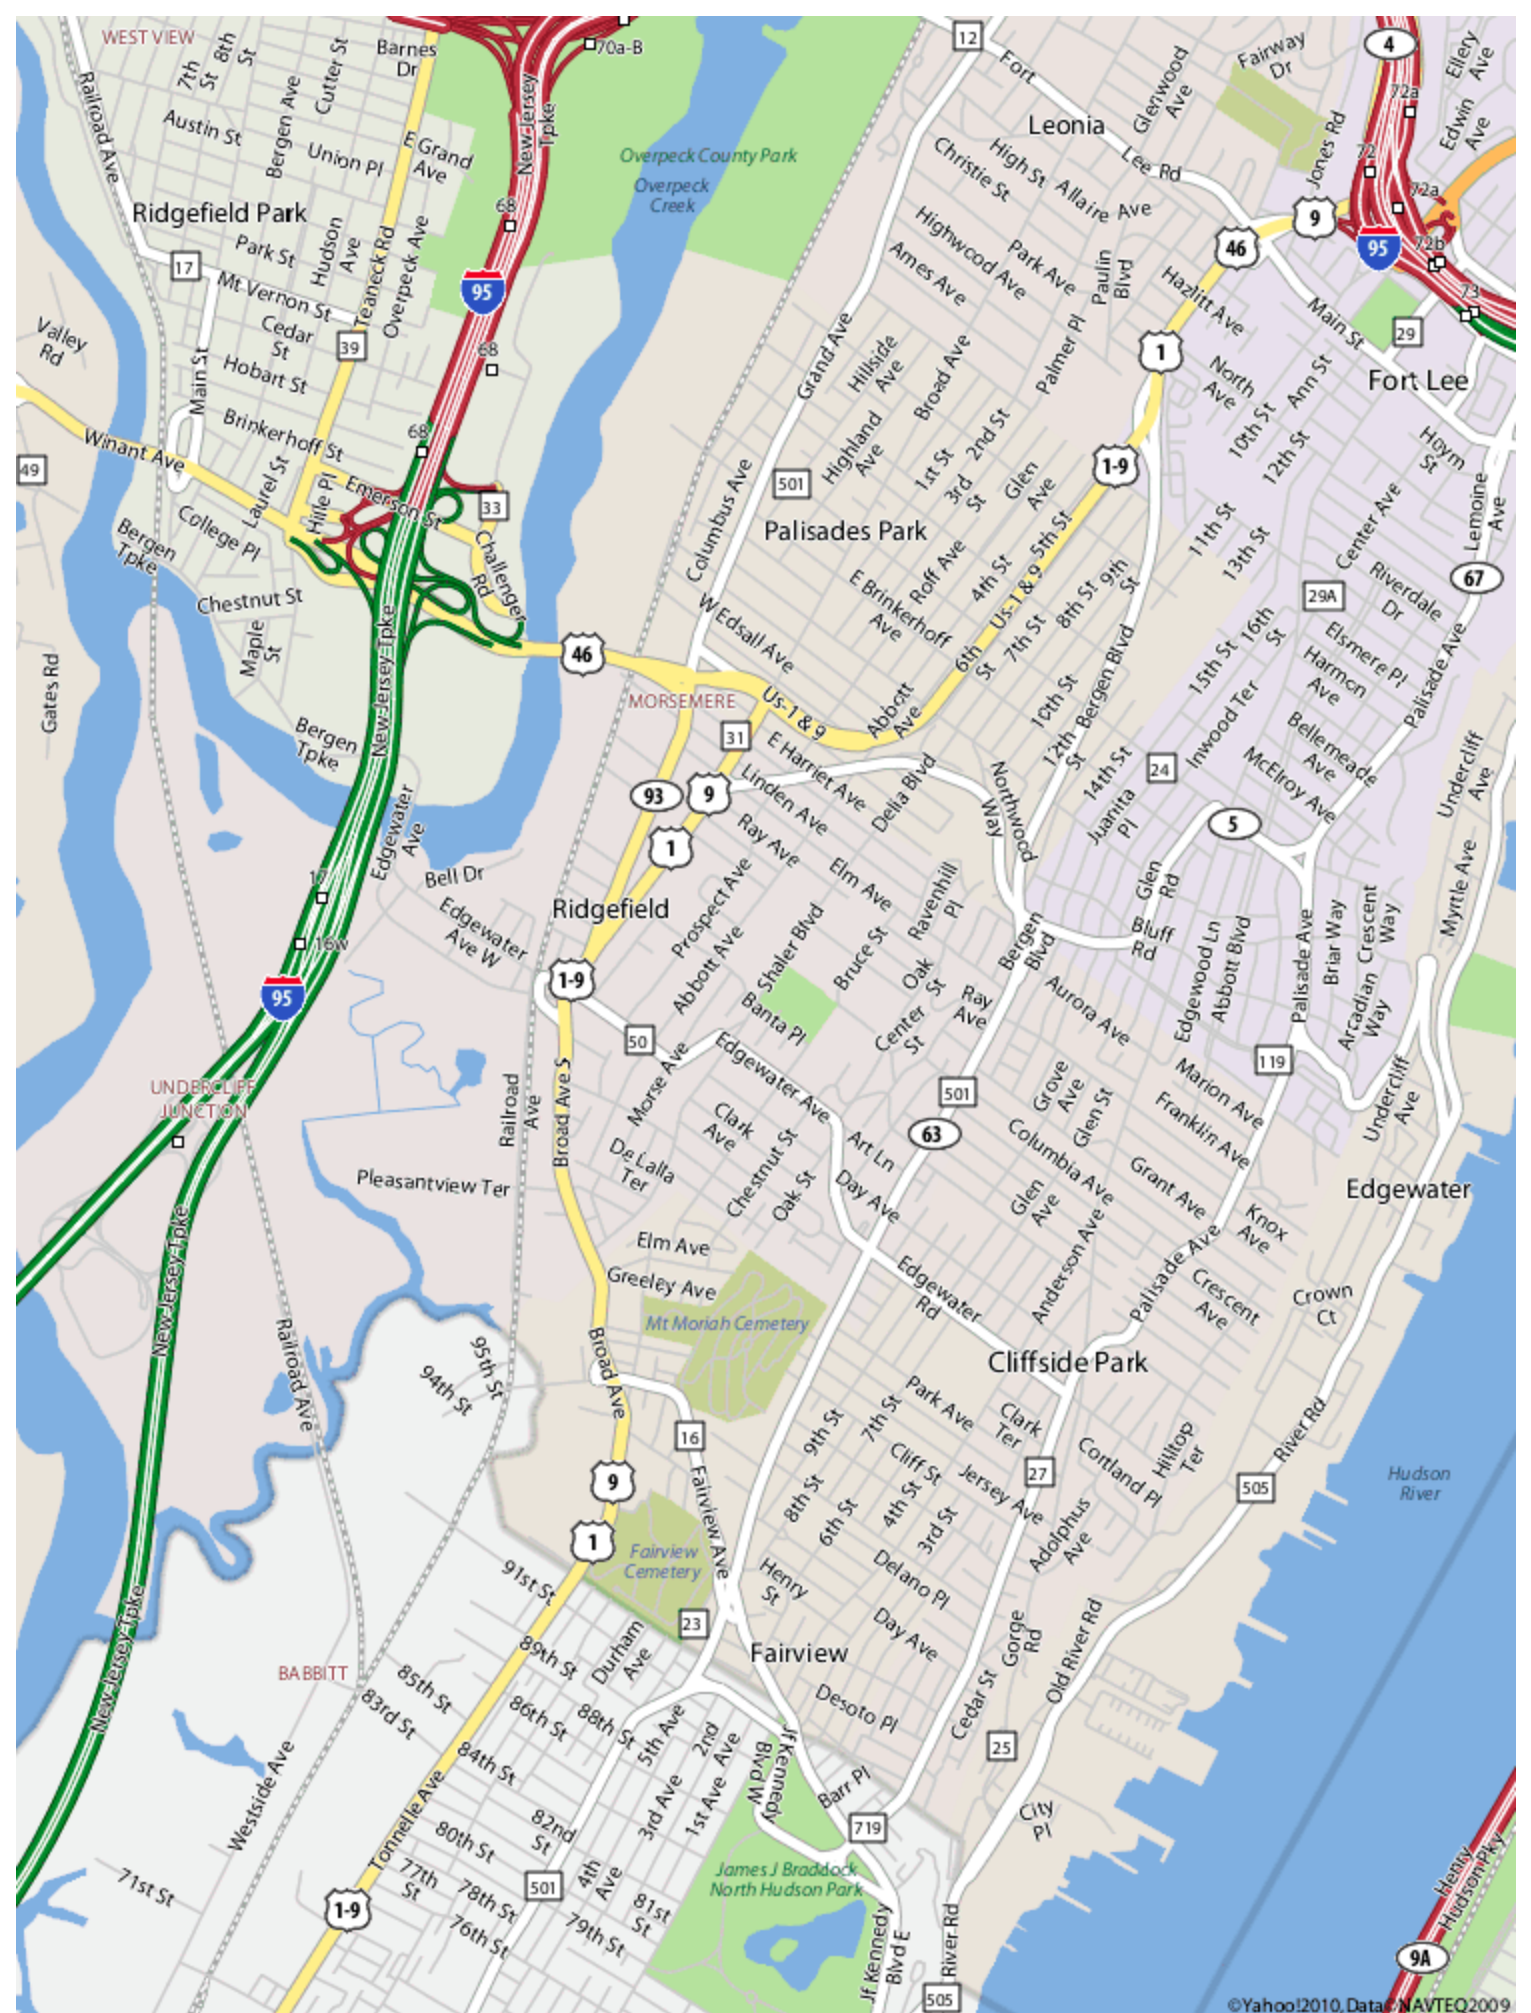 WEST VIEW
7th St
8th St
Cutter St
Barnes Dr
70a-B
12
Fort
Lee Rd
Glenwood Ave
Fairway Dr
4
Ellery Ave
72a
Edwin Ave
Railroad Ave
Austin St
Bergen Ave
Union Pl
E Grand Ave
New Jersey Tpke
Overpeck County Park
Overpeck Creek
Leonia
High St
Christie St
Allaire Ave
Jones Rd
72
72a
72b
73
Ridgefield Park
Park St
Hudson Ave
Teaneck Rd
Overpeck Ave
68
95
17
Mt Vernon St
Highwood Ave
Park Ave
Ames Ave
Paulin Blvd
46
9
95
Hazlitt Ave
Main St
29
Valley Rd
Cedar St
39
68
Hobart St
Main St
Grand Ave
Hillside Ave
Broad Ave
Palmer Pl
1
North Ave
Ann St
Fort Lee
10th St
12th St
Hoym St
Brinkerhoff St
68
Winant Ave
49
Laurel St
Hille Pl
Emerson St
33
501
Highland Ave
1st St
2nd St
3rd St
Glen Ave
1-9
Lemoine Ave
Center Ave
College Pl
Bergen Tpke
Challenger Rd
Columbus Ave
Palisades Park
Roff Ave
4th St
5th St
Us-1 & 9
11th St
13th St
67
Riverdale Dr
29A
Chestnut St
Maple St
W Edsall Ave
E Brinkerhoff Ave
6th St
7th St
8th St
9th St
16th St
15th St
Elsmere Pl
Harmon Ave
Palisade Ave
Gates Rd
New Jersey Tpke
46
MORSEMERE
Us-1 & 9
Abbott Ave
10th St
Bergen Blvd
12th St
Inwood Ter
Bellemeade Ave
Undercliff Ave
Bergen Tpke
31
E Harriet Ave
Linden Ave
Delia Blvd
Northwood Way
14th St
24
McElroy Ave
Juanita Pl
5
93
9
1
Ray Ave
Elm Ave
Edgewater Ave
Bell Dr
17
16w
Edgewater Ave W
Ridgefield
Prospect Ave
Abbott Ave
Shaler Blvd
Bruce St
Ravenhill Pl
Oak St
Bergen Blvd
Glen Rd
Bluff Rd
Edgewood Ln
Abbott Blvd
Palisade Ave
Briar Way
Crescent Way
Arcadian Way
Myrtle Ave
95
1-9
50
Banta Pl
Center St
Ray Ave
Aurora Ave
119
UNDERCLIFF JUNCTION
Railroad Ave
Broad Ave S
Morse Ave
Edgewater Ave
501
Grove Ave
Glen St
Marion Ave
Franklin Ave
Undercliff Ave
63
Clark Ave
Art Ln
Columbia Ave
De Lalla Ter
Chestnut St
Oak St
Day Ave
Glen Ave
Grant Ave
Pleasantview Ter
Edgewater
Knox Ave
Elm Ave
Greeley Ave
New Jersey Tpke
Edgewater Rd
Anderson Ave
Palisade Ave
Crescent Ave
Crown Ct
Mt Moriah Cemetery
Railroad Ave
95th St
94th St
Broad Ave
Cliffside Park
Park Ave
Clark Ter
9th St
7th St
River Rd
16
Cliff St
Jersey Ave
27
Cortland Pl
Hilltop Ter
505
Hudson River
9
8th St
6th St
4th St
3rd St
Adolphus Ave
Fairview Ave
1
Fairview Cemetery
91st St
Henry St
Delano Pl
23
Day Ave
Gorge Rd
Old River Rd
New Jersey Tpke
BABBITT
89th St
Durham Ave
Fairview
85th St
83rd St
86th St
88th St
5th Ave
2nd Ave
Desoto Pl
Cedar St
25
84th St
Jf Kennedy Blvd W
Westside Ave
Tonnelle Ave
3rd Ave
1st Ave
Barr Pl
City Pl
82nd St
80th St
719
77th St
71st St
78th St
501
4th Ave
81st St
James J Braddock
North Hudson Park
1-9
76th St
79th St
Jf Kennedy Blvd E
River Rd
505
Henry Hudson Pky
9A
©Yahoo!2010, Data©NAVTEQ2009